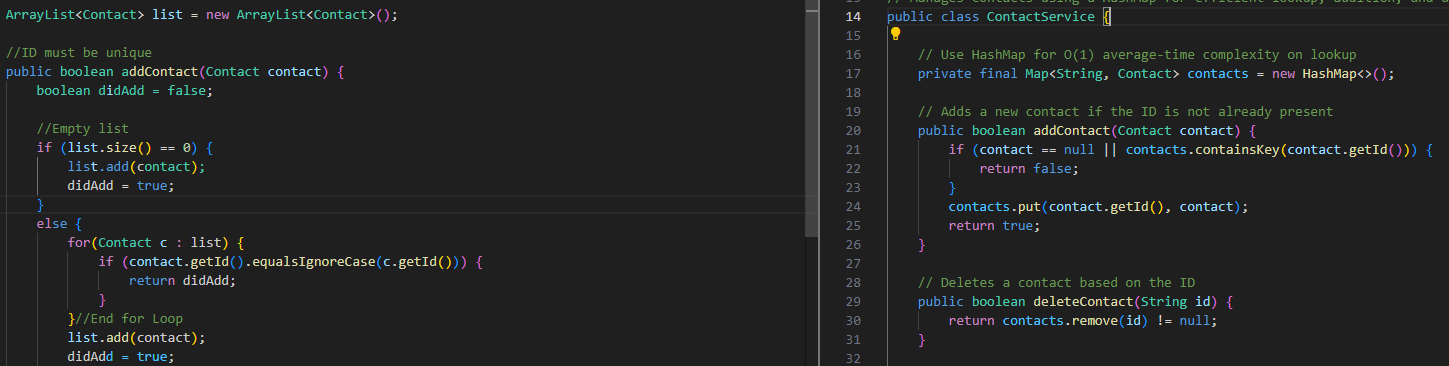 ArrayList<Contact> list = new ArrayList<Contact>();
//ID must be unique
public boolean addContact(Contact contact) {
boolean didAdd = false;
//Empty list
if (list.size() == 0) {
list.add(contact);
didAdd = true;
}
else {
for(Contact c : list) {
if (contact.getId().equalsIgnoreCase(c.getId())) {
return didAdd;
}
}//End for Loop
list.add(contact);
didAdd = true;
14 public class ContactService {
15
16 // Use HashMap for O(1) average-time complexity on lookup
17 private final Map<String, Contact> contacts = new HashMap<>();
18
19 // Adds a new contact if the ID is not already present
20 public boolean addContact(Contact contact) {
21 if (contact == null || contacts.containsKey(contact.getId())) {
22 return false;
23 }
24 contacts.put(contact.getId(), contact);
25 return true;
26 }
27
28 // Deletes a contact based on the ID
29 public boolean deleteContact(String id) {
30 return contacts.remove(id) != null;
31 }
32